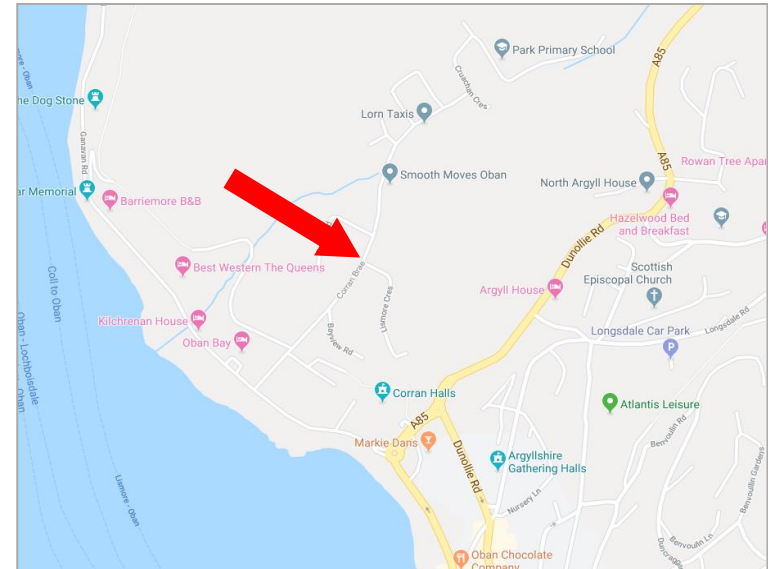 Park Primary School
A85
Cruachan Cres
he Dog Stone
Lorn Taxis
Ganavan Rd
A85
Smooth Moves Oban
North Argyll House
Rowan Tree Apar
ar Memorial
Barriemore B&B
Hazelwood Bed
and Breakfast
Dunollie Rd
Best Western The Queens
Corran Brae
Scottish
Episcopal Church
Coll to Oban
Argyll House
Lismore Cres
Kilchrenan House
Oban - Lochboisdale
Bayview Rd
Longsdale Rd
Longsdale Car Park
Oban Bay
P
Oban
Corran Halls
Atlantis Leisure
A85
Markie Dans
Dunollie Rd
Benvoulin Rd
Argyllshire
Gathering Halls
Benvoullin Gardens
Lismore - Oban
Nursery Ln
Benvoulin Ln
Oban Chocolate
Company